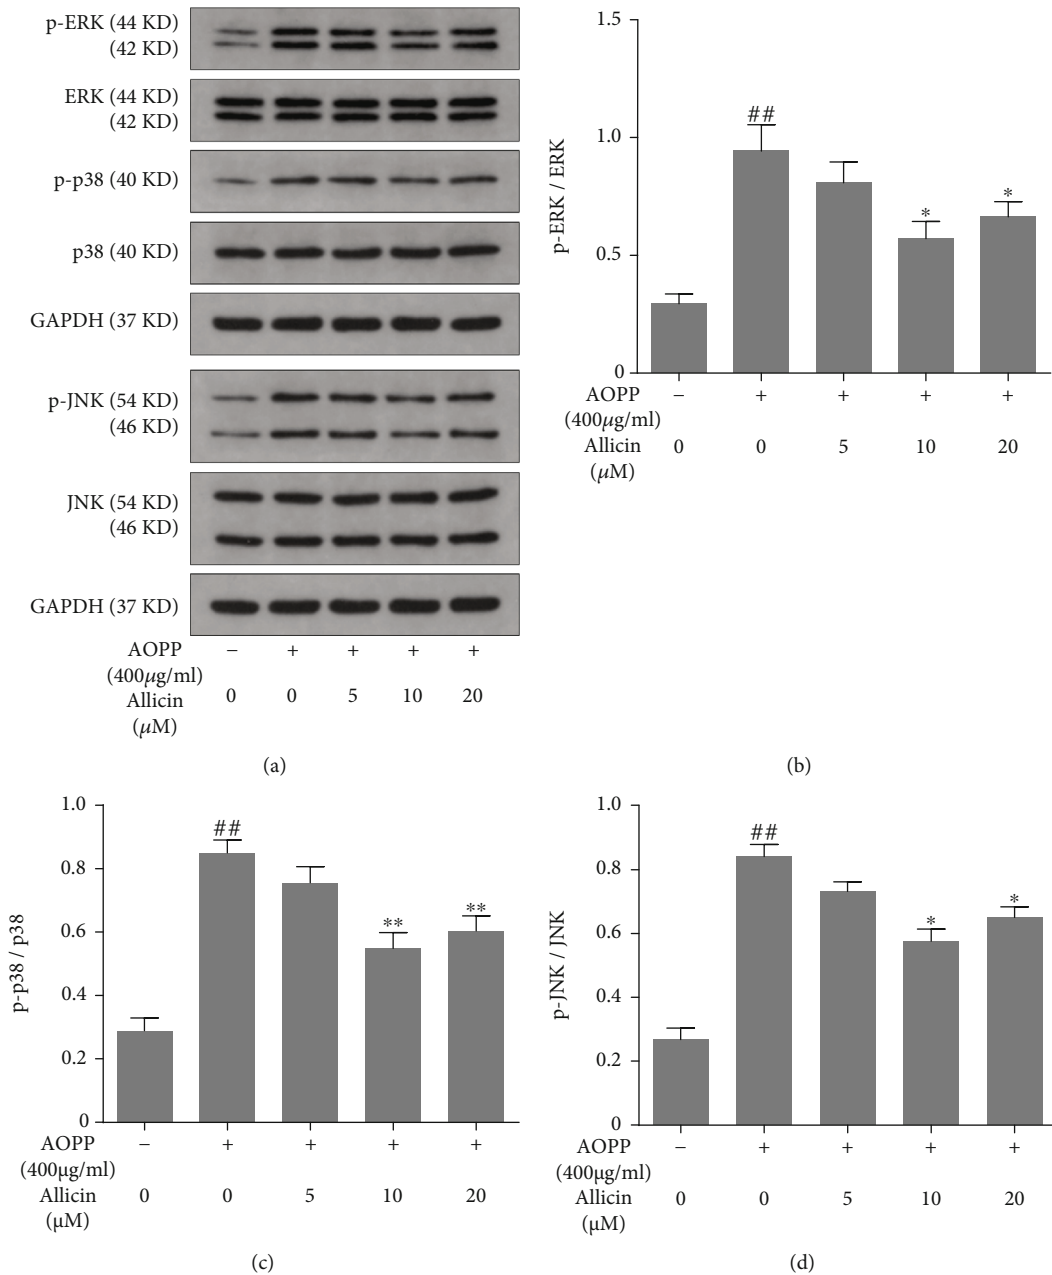 p-ERK (44 KD)
(42 KD)
ERK (44 KD)
(42 KD)
p-p38 (40 KD)
p38 (40 KD)
GAPDH (37 KD)
p-JNK (54 KD)
(46 KD)
JNK (54 KD)
(46 KD)
GAPDH (37 KD)
AOPP − + + + +
(400μg/ml)
Allicin 0 0 5 10 20
(μM)
(a)
p-ERK / ERK
1.5
1.0
0.5
0
##
*
*
AOPP − + + + +
(400μg/ml)
Allicin 0 0 5 10 20
(μM)
(b)
p-p38 / p38
1.0
0.8
0.6
0.4
0.2
0
##
**
**
AOPP − + + + +
(400μg/ml)
Allicin 0 0 5 10 20
(μM)
(c)
p-JNK / JNK
1.0
0.8
0.6
0.4
0.2
0
##
*
*
AOPP − + + + +
(400μg/ml)
Allicin 0 0 5 10 20
(μM)
(d)